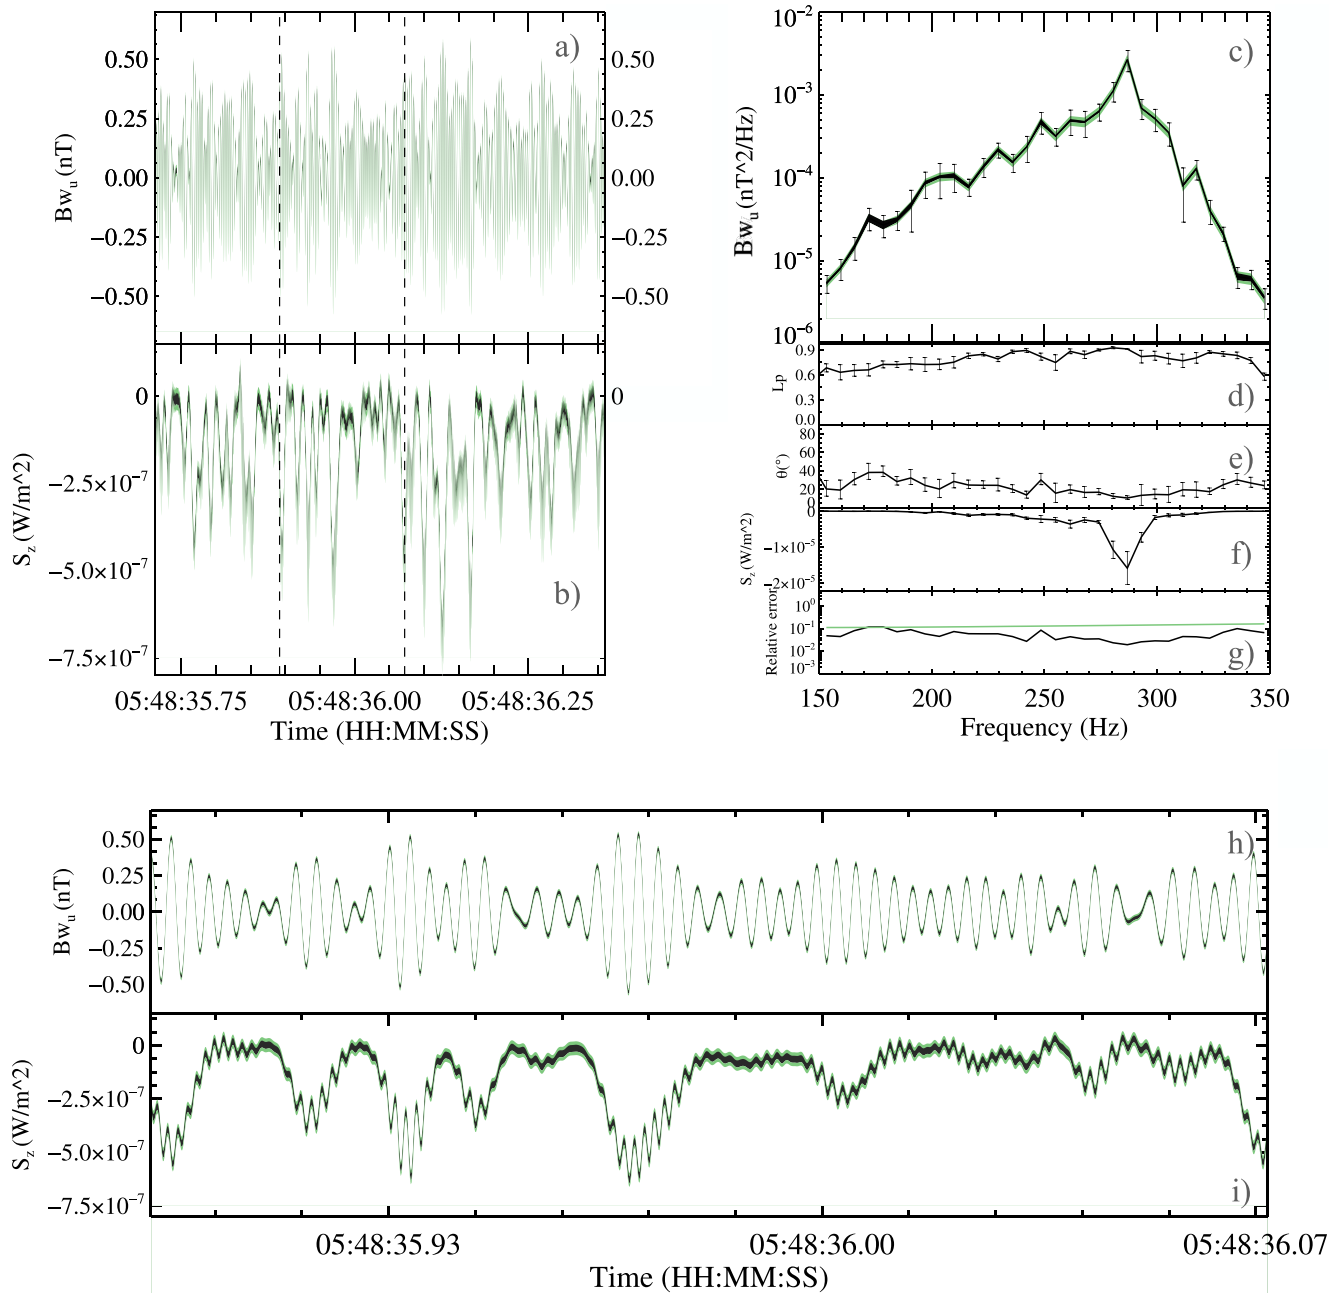 a)
0.50
0.25
0.00
−0.25
−0.50
Bw_u (nT)
0.50
0.25
0.00
0.25
0.50
b)
0
−2.5×10^-7
−5.0×10^-7
−7.5×10^-7
S_z (W/m^2)
0
05:48:35.75 05:48:36.00 05:48:36.25
Time (HH:MM:SS)
c)
10^-2
10^-3
10^-4
10^-5
10^-6
Bw_u (nT^2/Hz)
d)
0.9
0.6
0.3
0.0
Lp
e)
80
60
40
20
0
θ(°)
f)
0
−1×10^-5
−2×10^-5
S_z (W/m^2)
g)
10^0
10^-1
10^-2
10^-3
Relative error
150 200 250 300 350
Frequency (Hz)
h)
0.50
0.25
0.00
−0.25
−0.50
Bw_u (nT)
i)
0
−2.5×10^-7
−5.0×10^-7
−7.5×10^-7
S_z (W/m^2)
05:48:35.93 05:48:36.00 05:48:36.07
Time (HH:MM:SS)